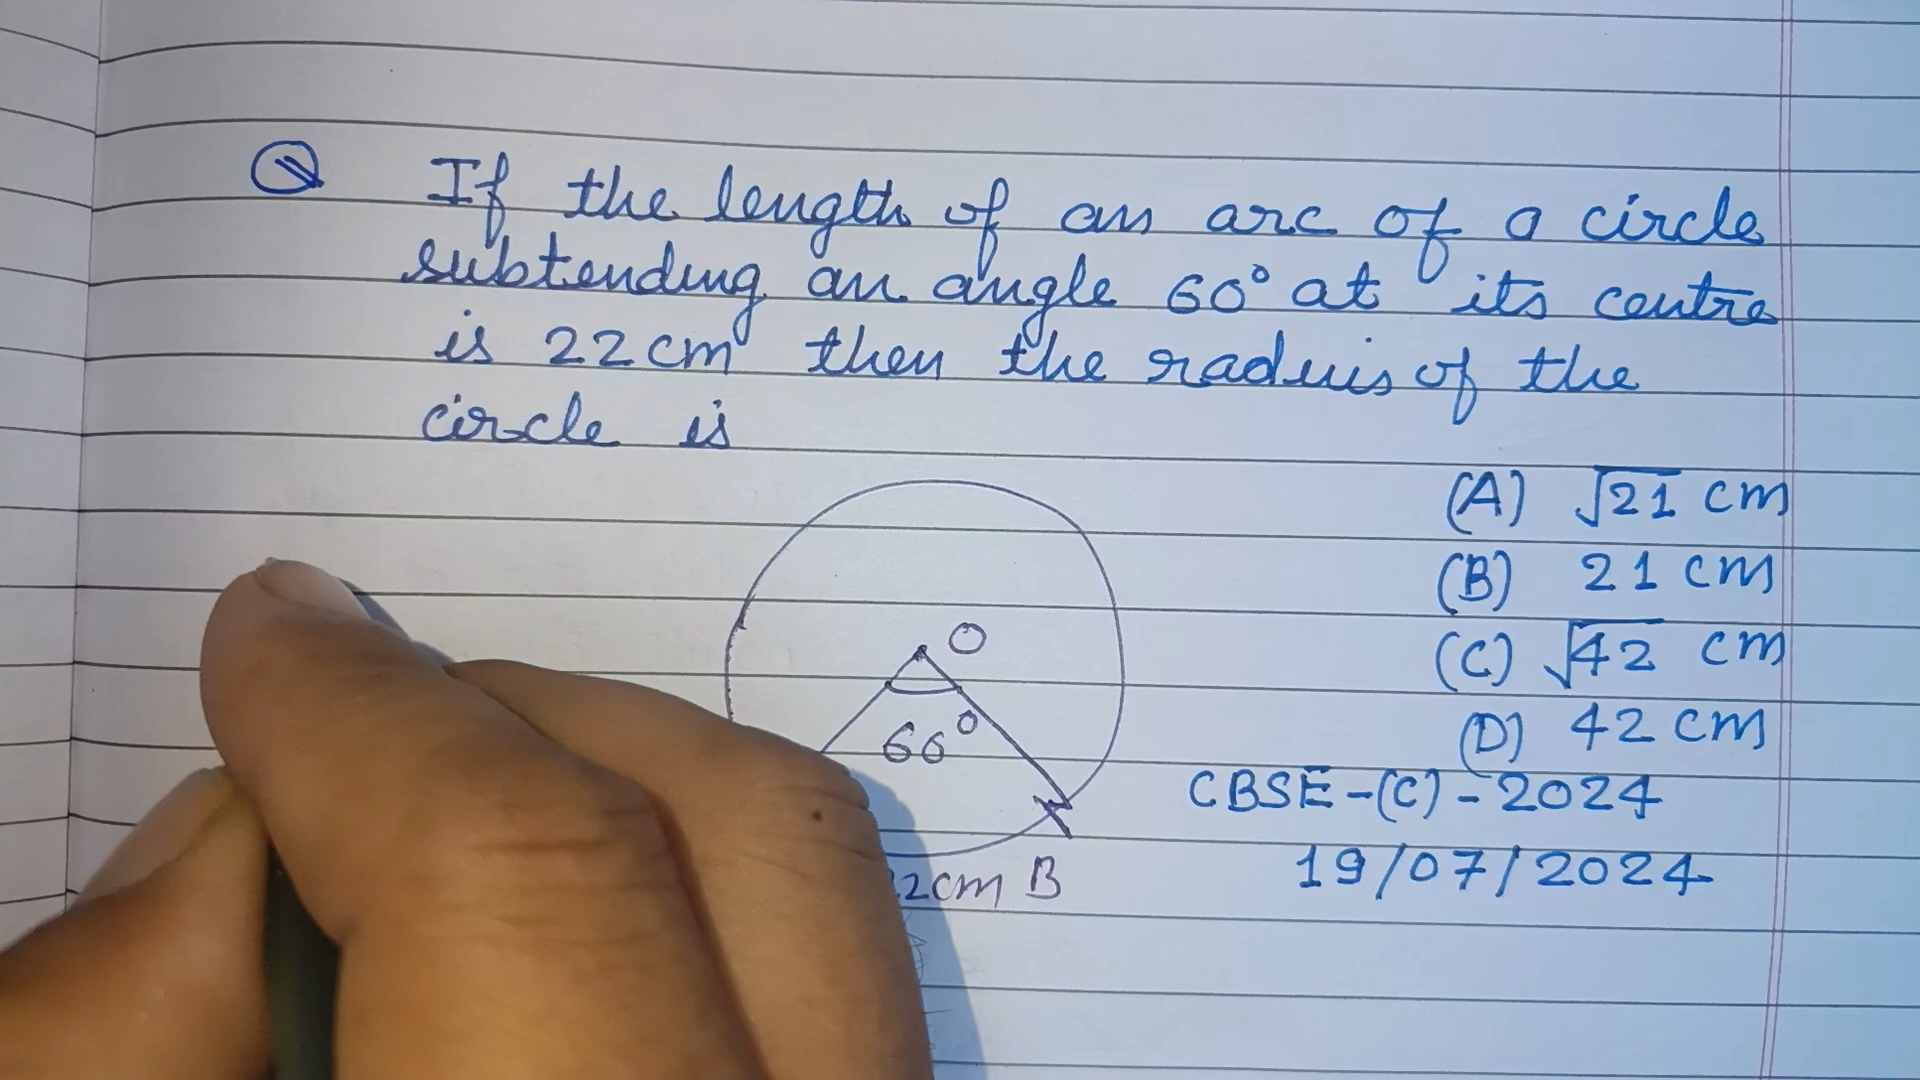 Q If the length of an arc of a circle
subtending an angle 60° at its centre
is 22cm then the radius of the
circle is
(A) √21 cm
(B) 21 cm
(C) √42 cm
(D) 42 cm
O
60°
CBSE-(C)-2024
19/07/2024
2cm B